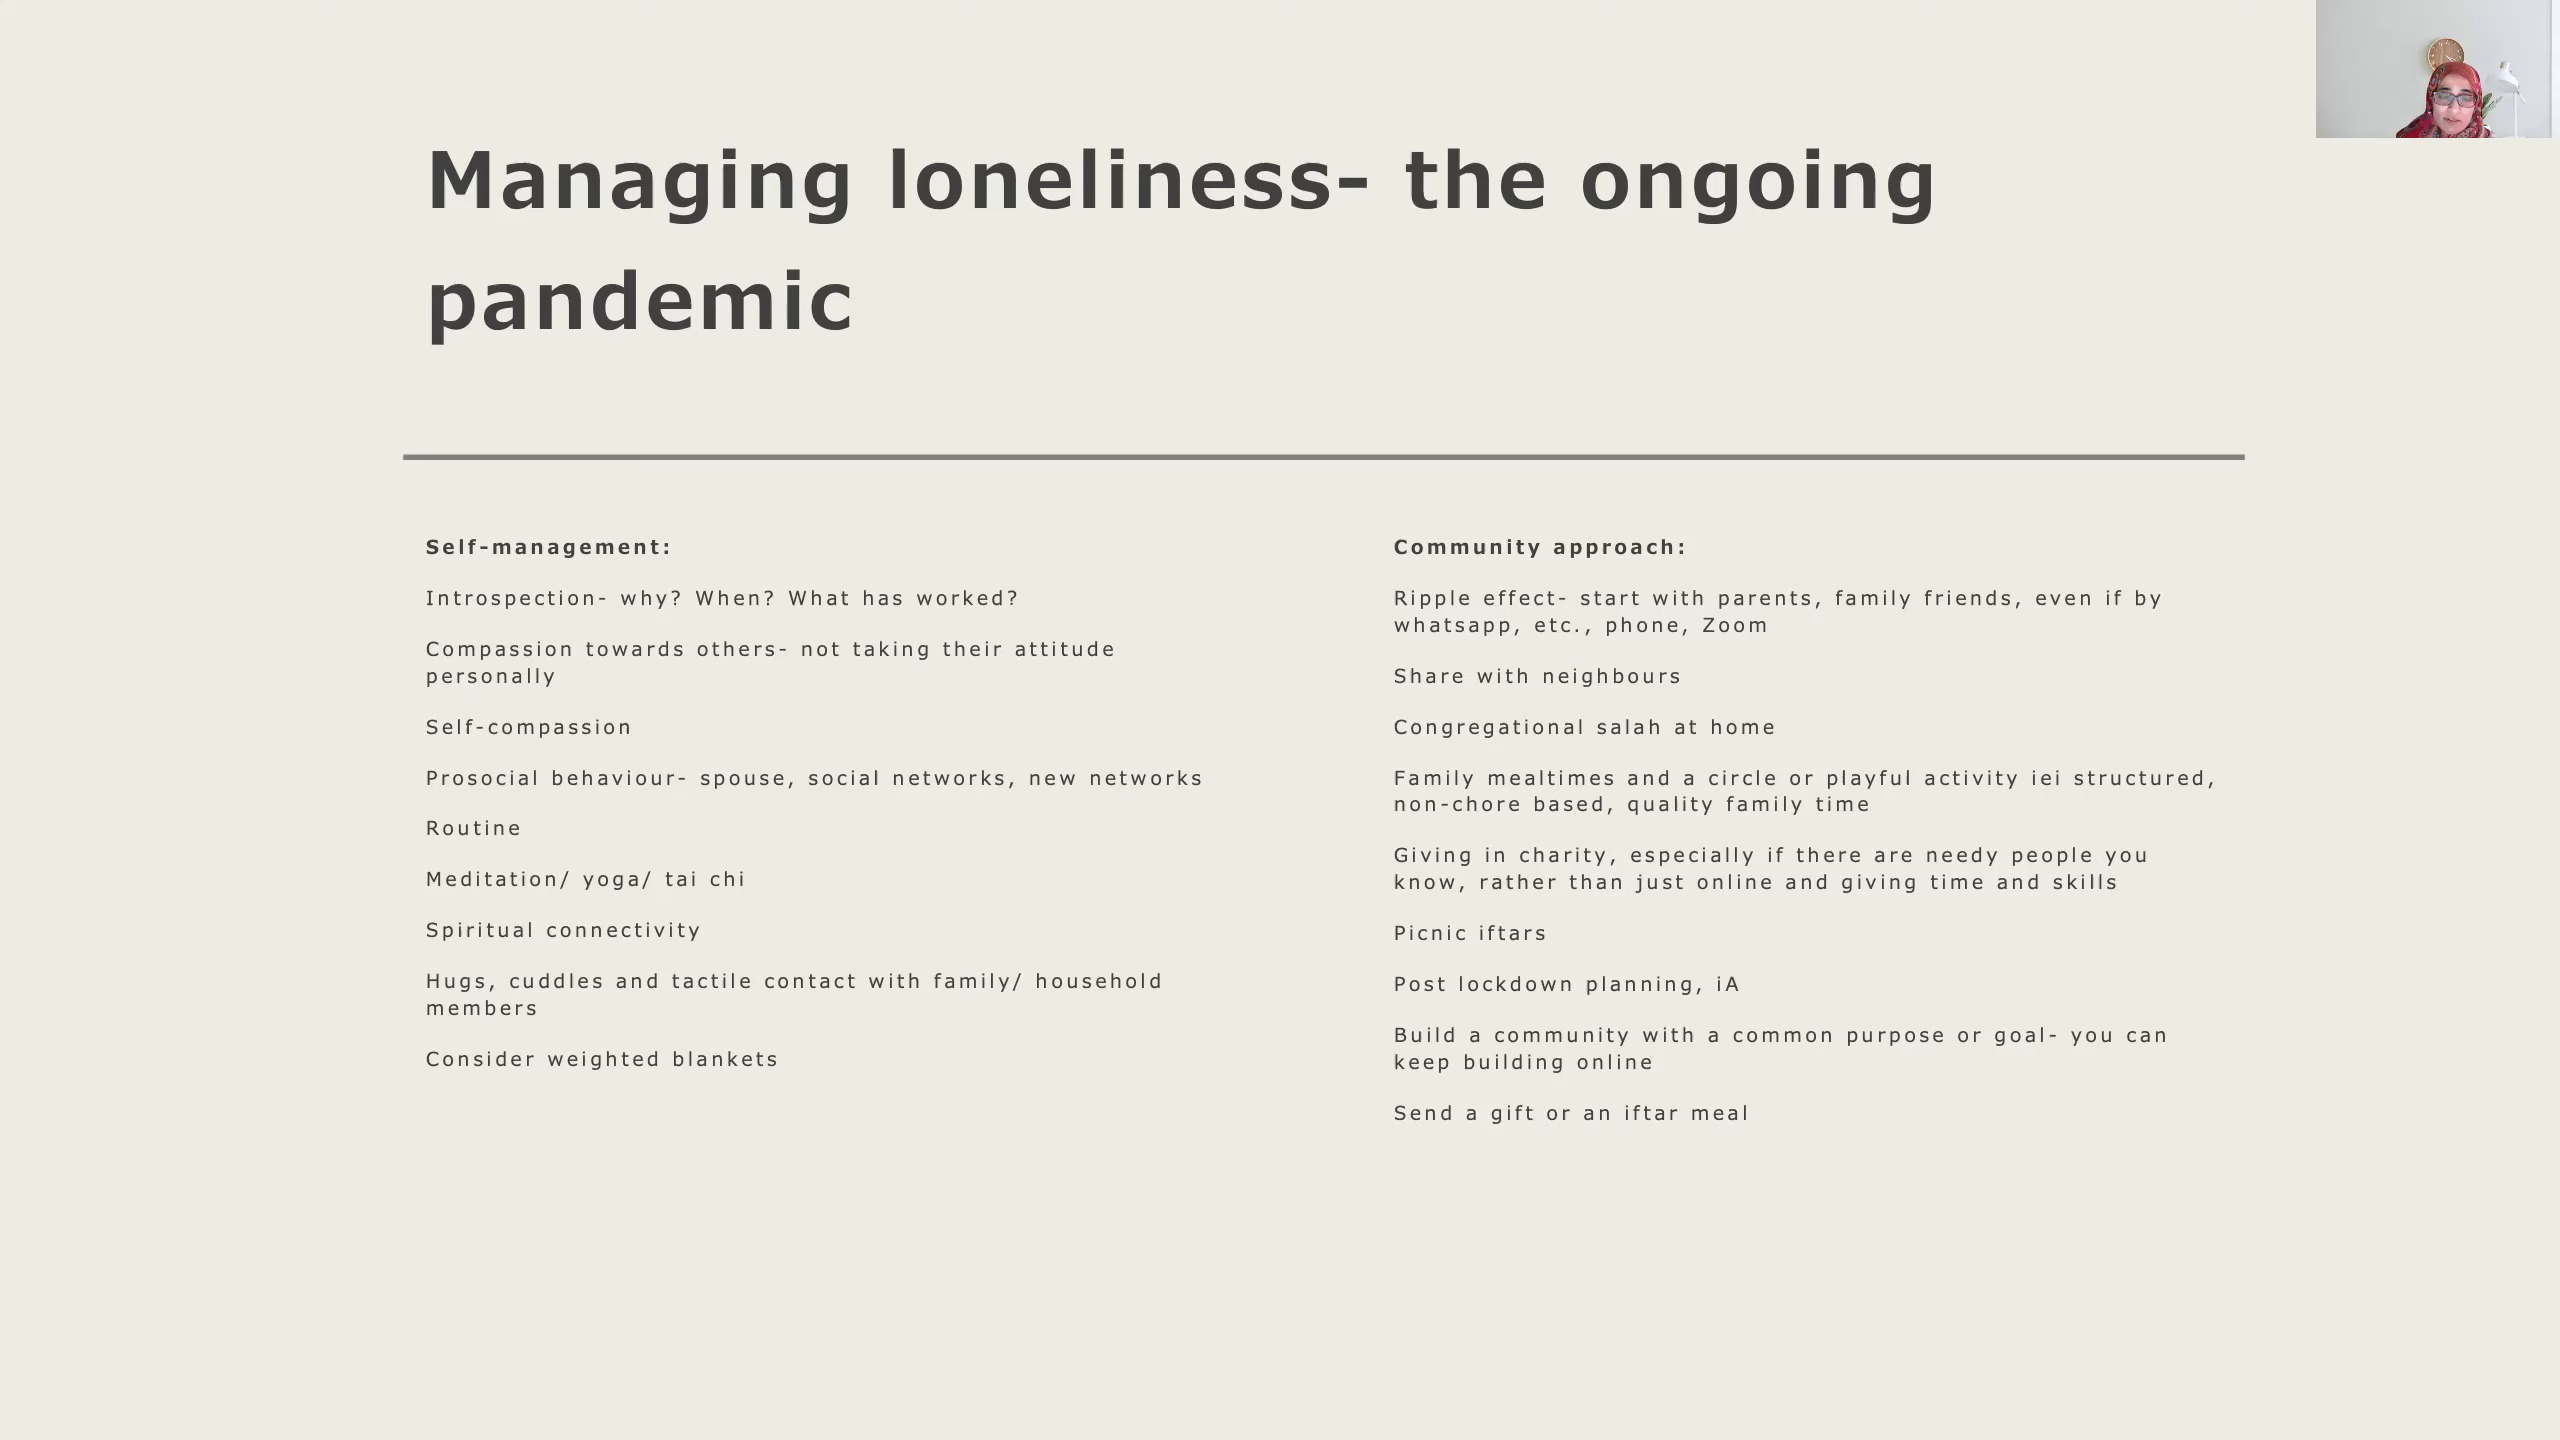 Managing loneliness- the ongoing
pandemic
Self-management:
Introspection- why? When? What has worked?
Compassion towards others- not taking their attitude
personally
Self-compassion
Prosocial behaviour- spouse, social networks, new networks
Routine
Meditation/ yoga/ tai chi
Spiritual connectivity
Hugs, cuddles and tactile contact with family/ household
members
Consider weighted blankets
Community approach:
Ripple effect- start with parents, family friends, even if by
whatsapp, etc., phone, Zoom
Share with neighbours
Congregational salah at home
Family mealtimes and a circle or playful activity iei structured,
non-chore based, quality family time
Giving in charity, especially if there are needy people you
know, rather than just online and giving time and skills
Picnic iftars
Post lockdown planning, iA
Build a community with a common purpose or goal- you can
keep building online
Send a gift or an iftar meal